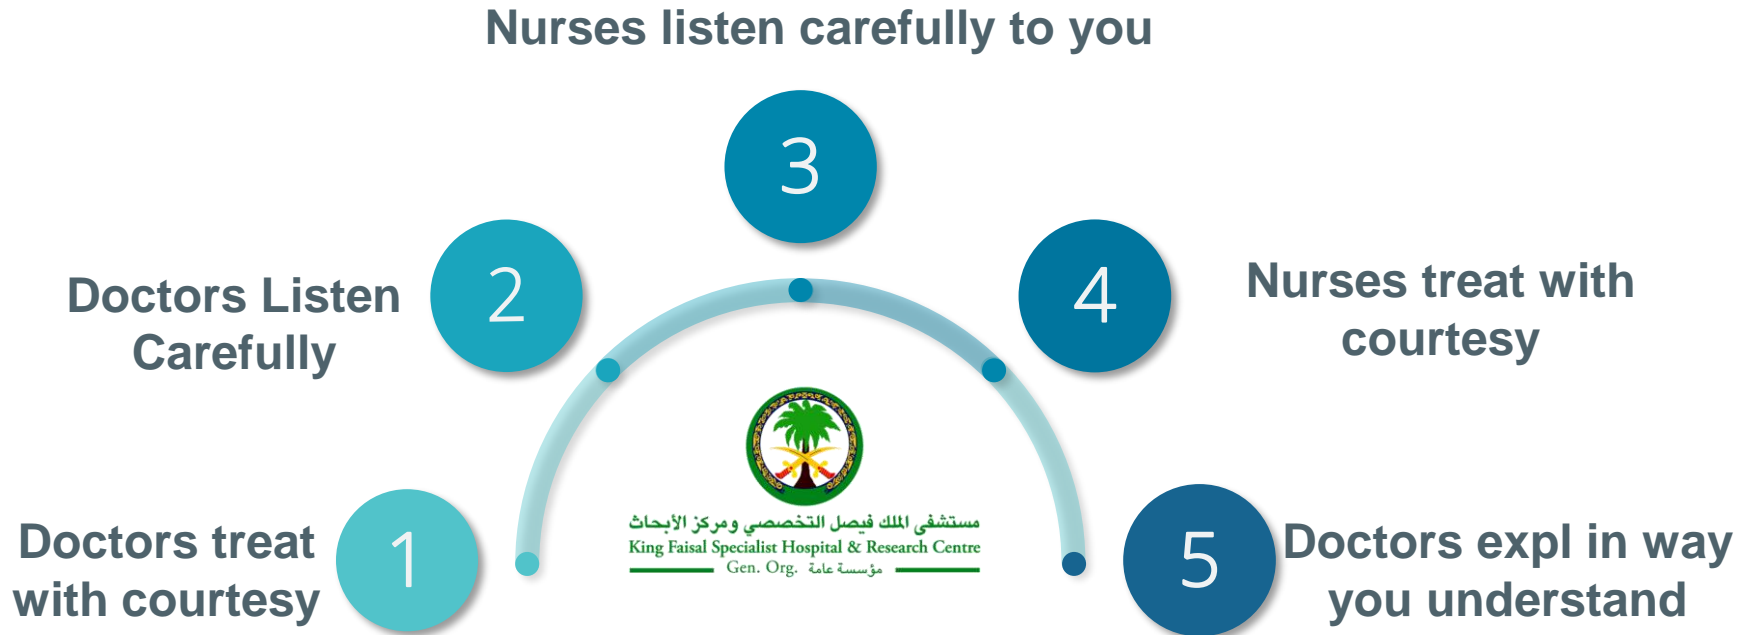 Nurses listen carefully to you
3
2
Doctors Listen
Carefully
4
Nurses treat with
courtesy
1
Doctors treat
with courtesy
مستشفى الملك فيصل التخصصي ومركز الأبحاث
King Faisal Specialist Hospital & Research Centre
Gen. Org. مؤسسة عامة
5
Doctors expl in way
you understand